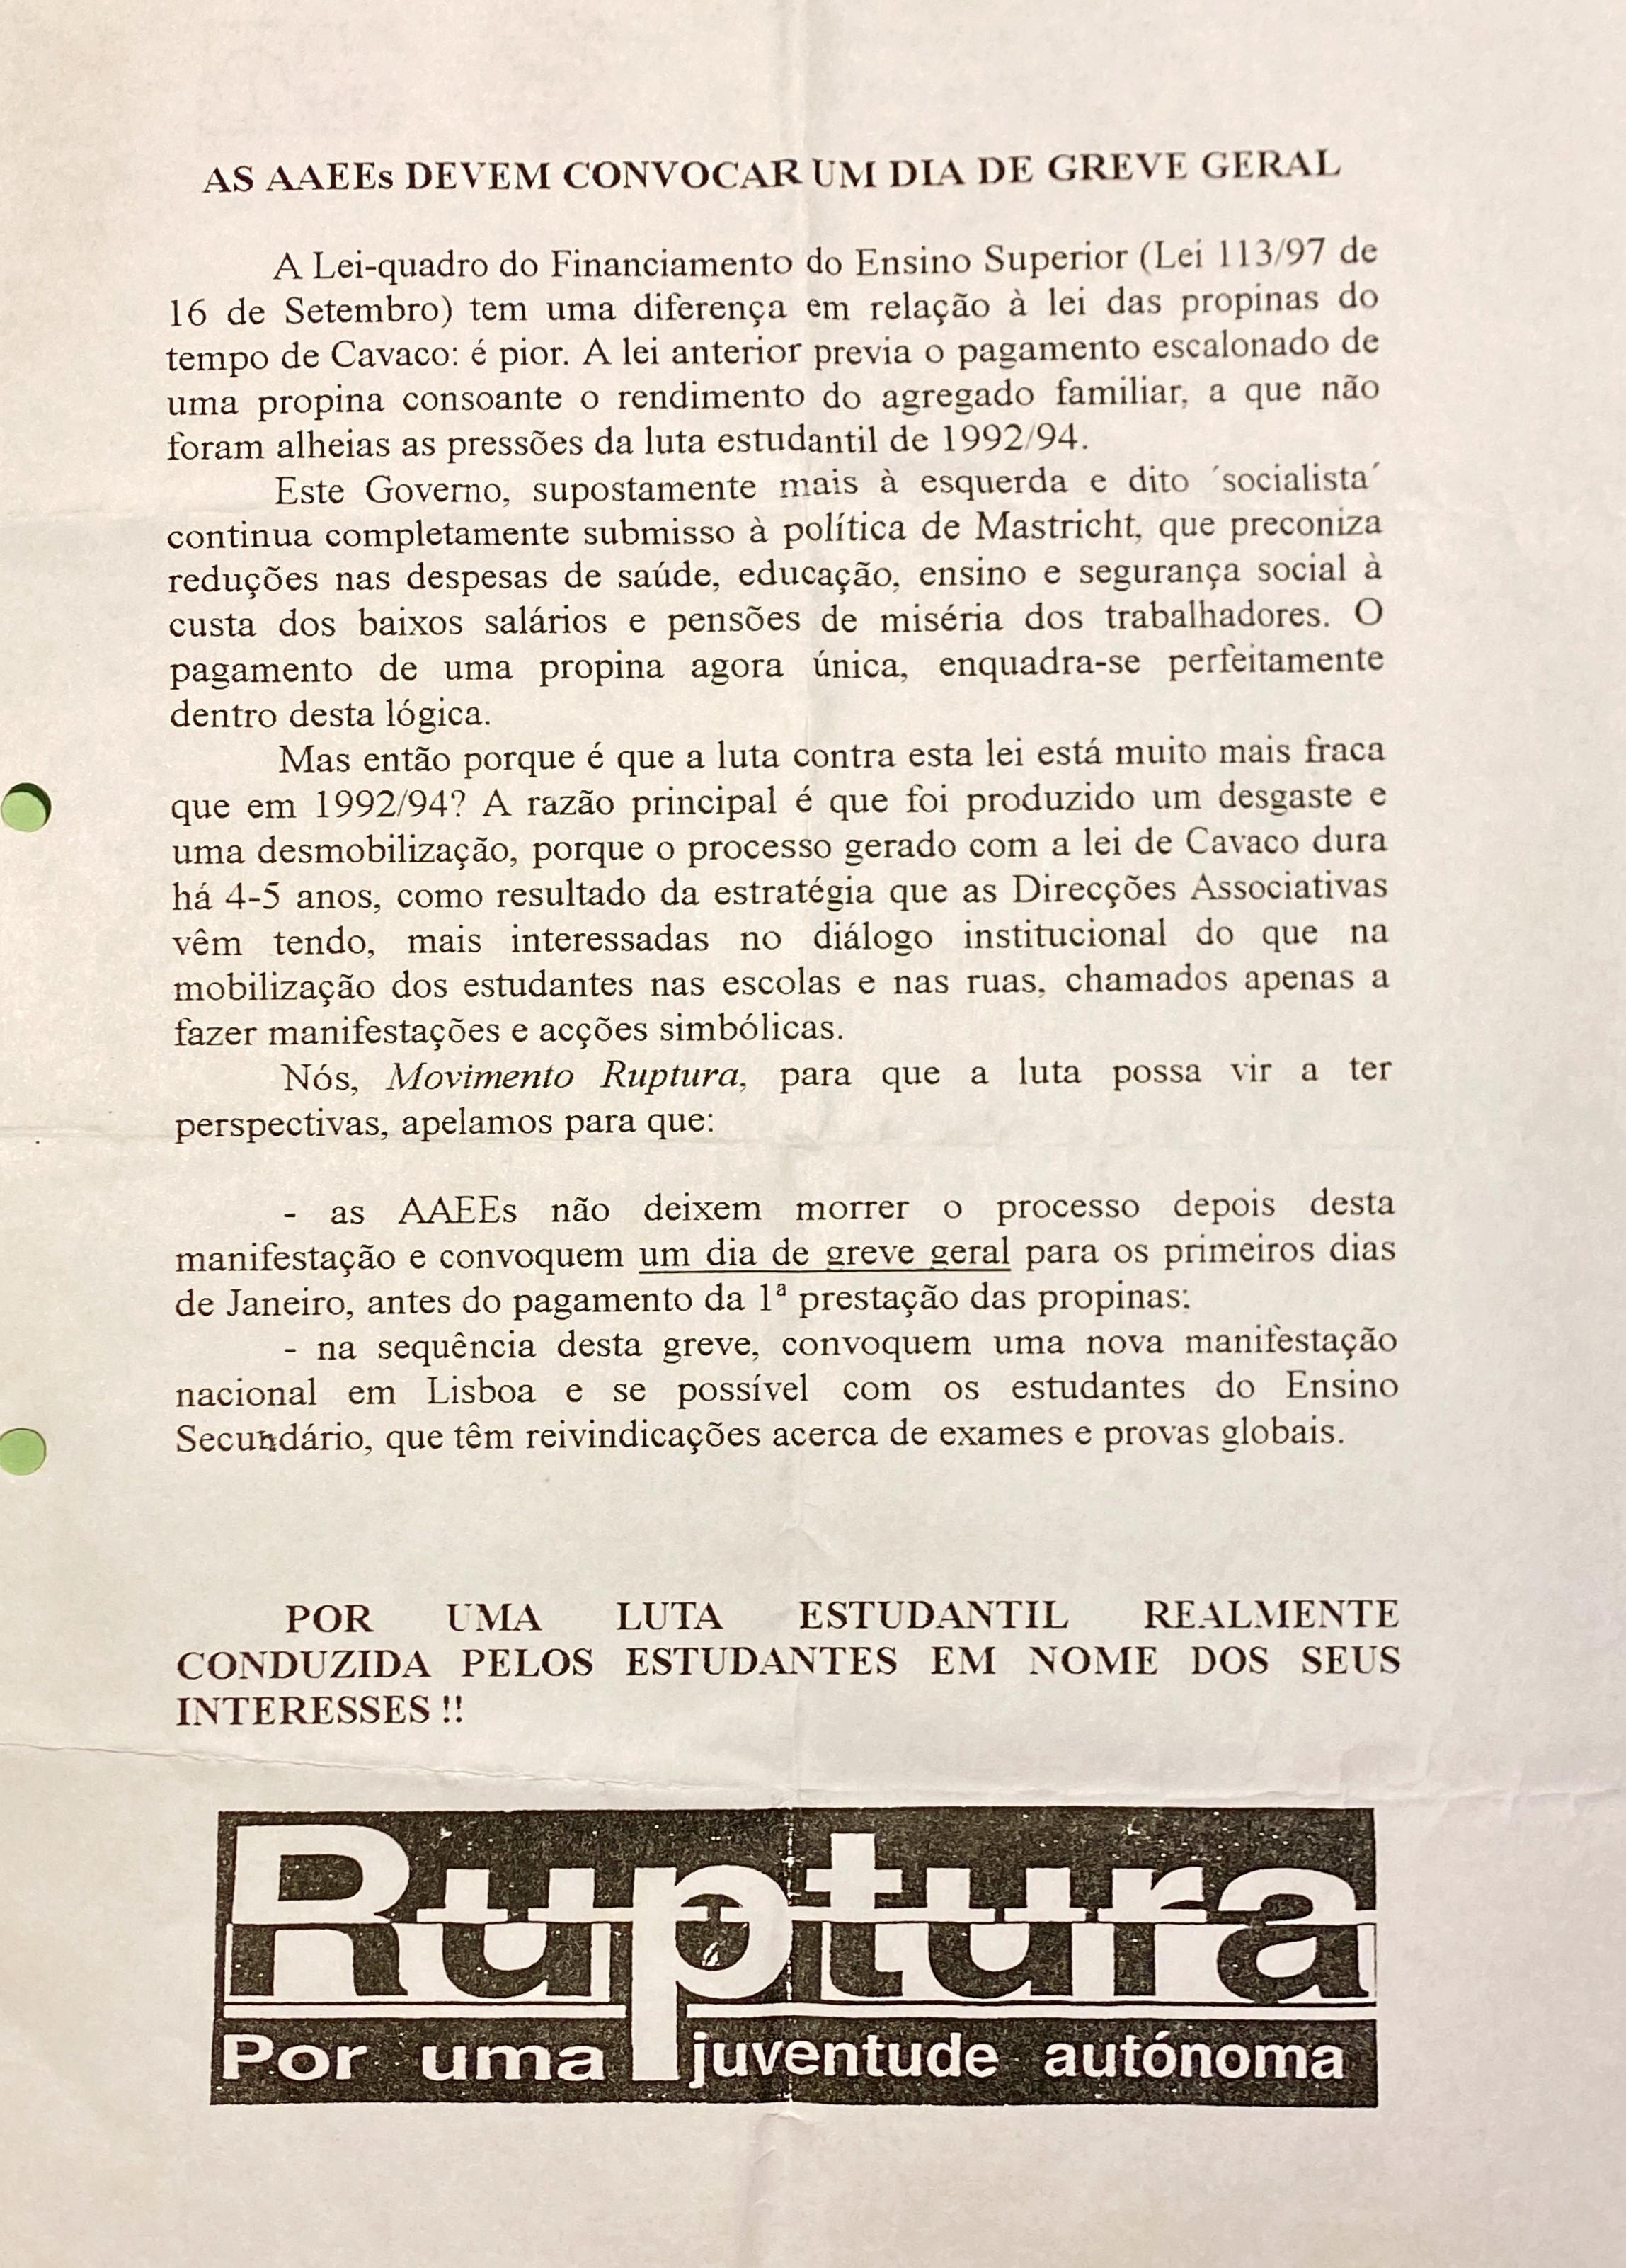 AS AAEEs DEVEM CONVOCAR UM DIA DE GREVE GERAL
A Lei-quadro do Financiamento do Ensino Superior (Lei 113/97 de
16 de Setembro) tem uma diferença em relação à lei das propinas do
tempo de Cavaco: é pior. A lei anterior previa o pagamento escalonado de
uma propina consoante o rendimento do agregado familiar, a que não
foram alheias as pressões da luta estudantil de 1992/94.
Este Governo, supostamente mais à esquerda e dito ´socialista´
continua completamente submisso à política de Mastricht, que preconiza
reduções nas despesas de saúde, educação, ensino e segurança social à
custa dos baixos salários e pensões de miséria dos trabalhadores. O
pagamento de uma propina agora única, enquadra-se perfeitamente
dentro desta lógica.
Mas então porque é que a luta contra esta lei está muito mais fraca
que em 1992/94? A razão principal é que foi produzido um desgaste e
uma desmobilização, porque o processo gerado com a lei de Cavaco dura
há 4-5 anos, como resultado da estratégia que as Direcções Associativas
vêm tendo, mais interessadas no diálogo institucional do que na
mobilização dos estudantes nas escolas e nas ruas, chamados apenas a
fazer manifestações e acções simbólicas.
Nós, Movimento Ruptura, para que a luta possa vir a ter
perspectivas, apelamos para que:
- as AAEEs não deixem morrer o processo depois desta
manifestação e convoquem um dia de greve geral para os primeiros dias
de Janeiro, antes do pagamento da 1ª prestação das propinas;
- na sequência desta greve, convoquem uma nova manifestação
nacional em Lisboa e se possível com os estudantes do Ensino
Secundário, que têm reivindicações acerca de exames e provas globais.
POR UMA LUTA ESTUDANTIL REALMENTE
CONDUZIDA PELOS ESTUDANTES EM NOME DOS SEUS
INTERESSES !!
Ruptura
Por uma juventude autónoma